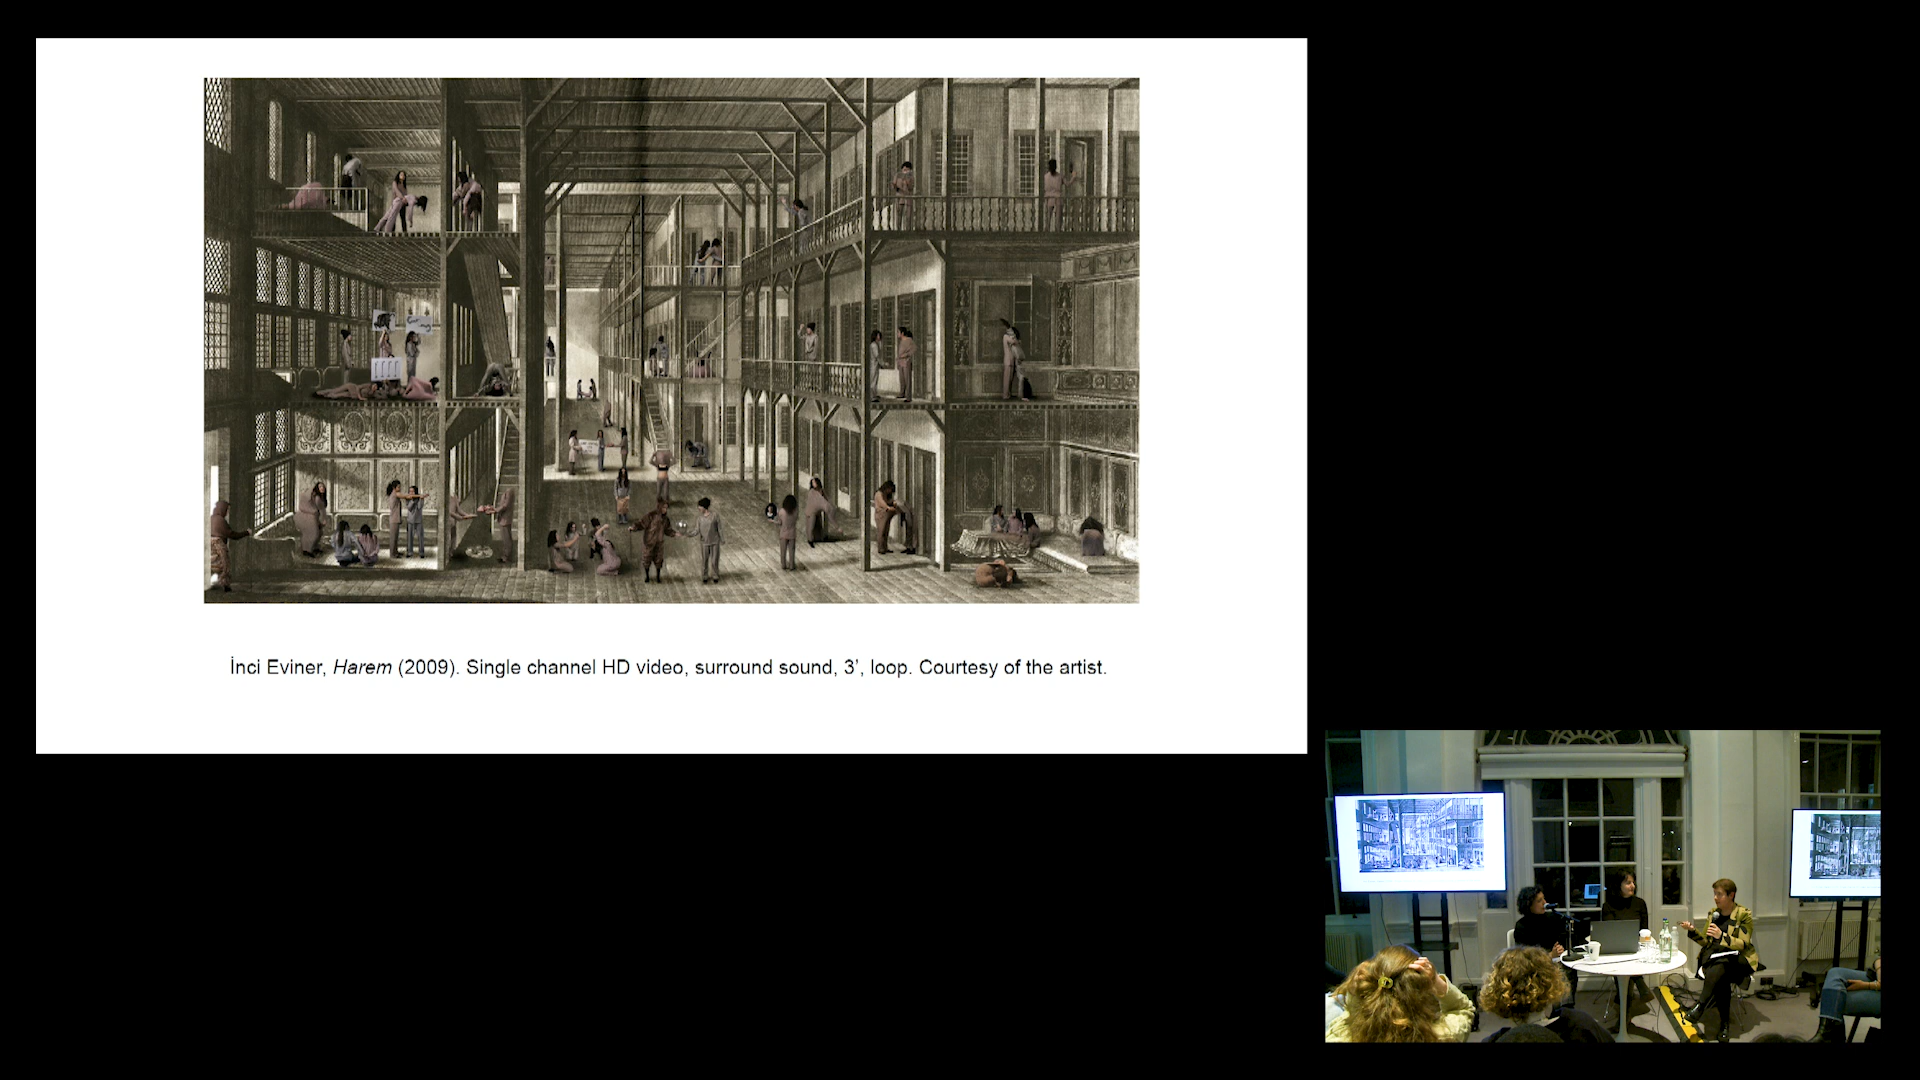 İnci Eviner, Harem (2009). Single channel HD video, surround sound, 3’, loop. Courtesy of the artist.